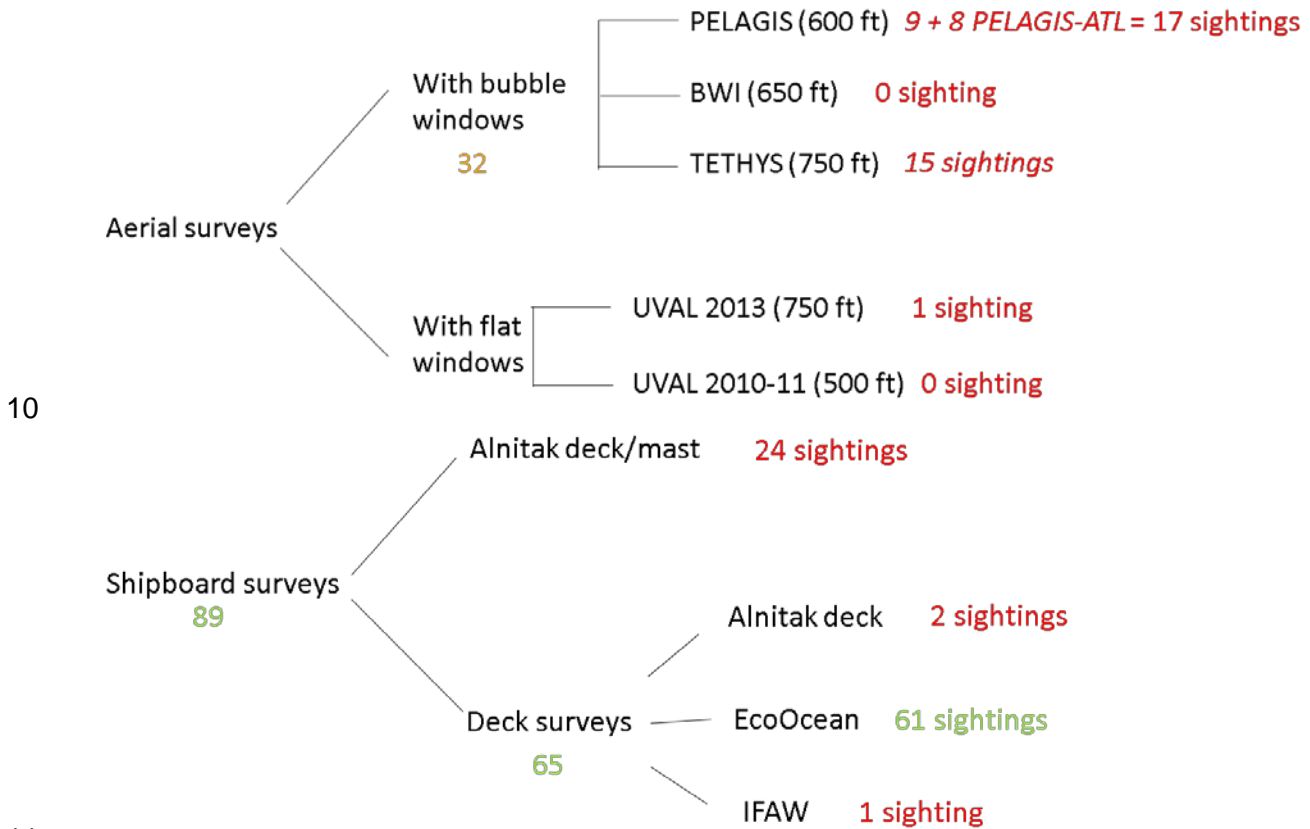 PELAGIS (600 ft) 9 + 8 PELAGIS-ATL = 17 sightings
With bubble
windows
32
BWI (650 ft) 0 sighting
TETHYS (750 ft) 15 sightings
Aerial surveys
With flat
windows
UVAL 2013 (750 ft) 1 sighting
UVAL 2010-11 (500 ft) 0 sighting
10
Alnitak deck/mast 24 sightings
Shipboard surveys
89
Deck surveys
65
Alnitak deck 2 sightings
EcoOcean 61 sightings
IFAW 1 sighting